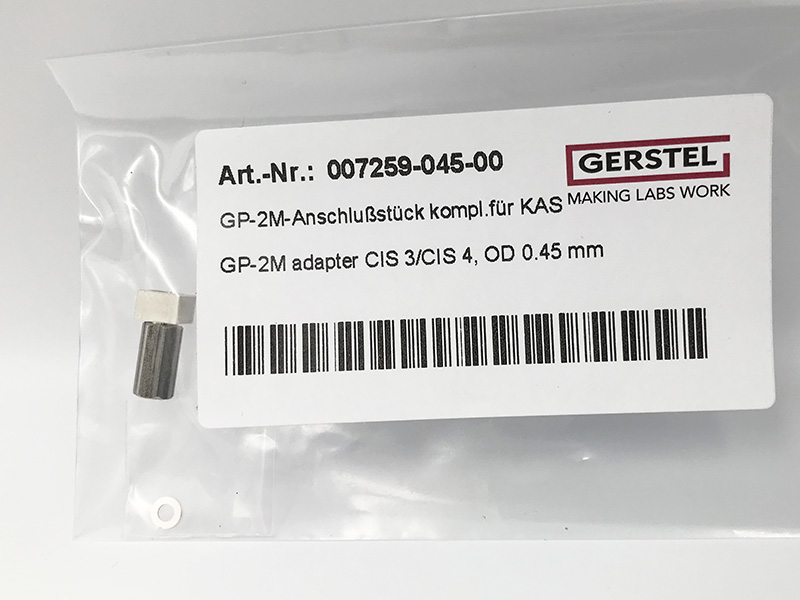 Art.-Nr.: 007259-045-00
GERSTEL
MAKING LABS WORK
GP-2M-Anschlußstück kompl.für KAS
GP-2M adapter CIS 3/CIS 4, OD 0.45 mm